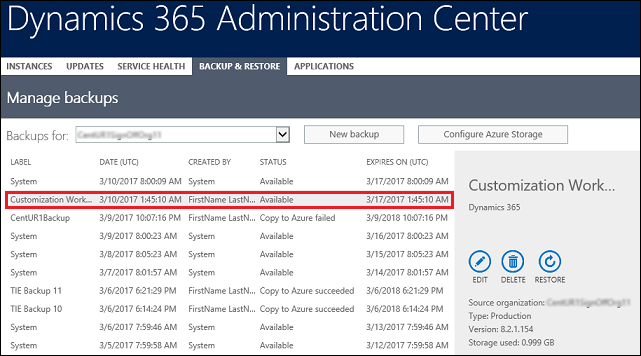 Dynamics 365 Administration Center
INSTANCES UPDATES SERVICE HEALTH BACKUP & RESTORE APPLICATIONS
Manage backups
Backups for: New backup Configure Azure Storage
LABEL DATE (UTC) CREATED BY STATUS EXPIRES ON (UTC)
System 3/10/2017 8:00:09 AM System Available 3/17/2017 8:00:09 AM
Customization Work... 3/10/2017 1:45:10 AM FirstName LastN... Available 3/17/2017 1:45:10 AM
CentUR1Backup 3/9/2017 10:07:16 PM FirstName LastN... Copy to Azure failed 3/9/2018 10:07:16 PM
System 3/9/2017 8:00:23 AM System Available 3/16/2017 8:00:23 AM
System 3/8/2017 8:05:23 AM System Available 3/15/2017 8:05:23 AM
System 3/7/2017 8:01:57 AM System Available 3/14/2017 8:01:57 AM
TIE Backup 11 3/6/2017 6:21:29 PM FirstName LastN... Copy to Azure succeeded 3/6/2018 6:21:29 PM
TIE Backup 10 3/6/2017 6:14:24 PM FirstName LastN... Copy to Azure succeeded 3/6/2018 6:14:24 PM
System 3/6/2017 7:59:46 AM System Available 3/13/2017 7:59:46 AM
System 3/5/2017 7:59:58 AM System Available 3/12/2017 7:59:58 AM
Customization Work...
Dynamics 365
EDIT DELETE RESTORE
Source organization:
Type: Production
Version: 8.2.1.154
Storage used: 0.999 GB